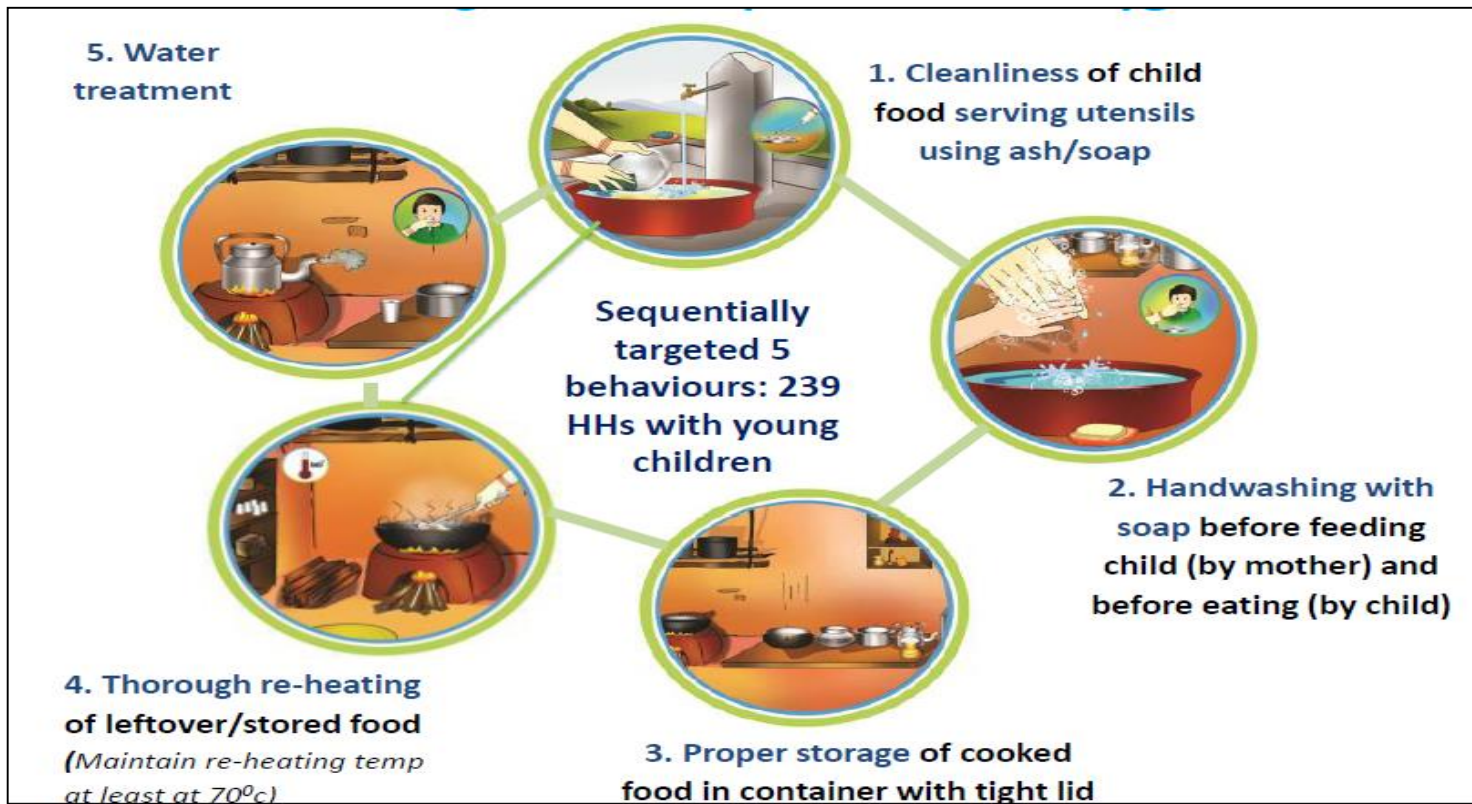 5. Water
treatment
1. Cleanliness of child
food serving utensils
using ash/soap
Sequentially
targeted 5
behaviours: 239
HHs with young
children
2. Handwashing with
soap before feeding
child (by mother) and
before eating (by child)
4. Thorough re-heating
of leftover/stored food
(Maintain re-heating temp
at least at 70⁰c)
3. Proper storage of cooked
food in container with tight lid